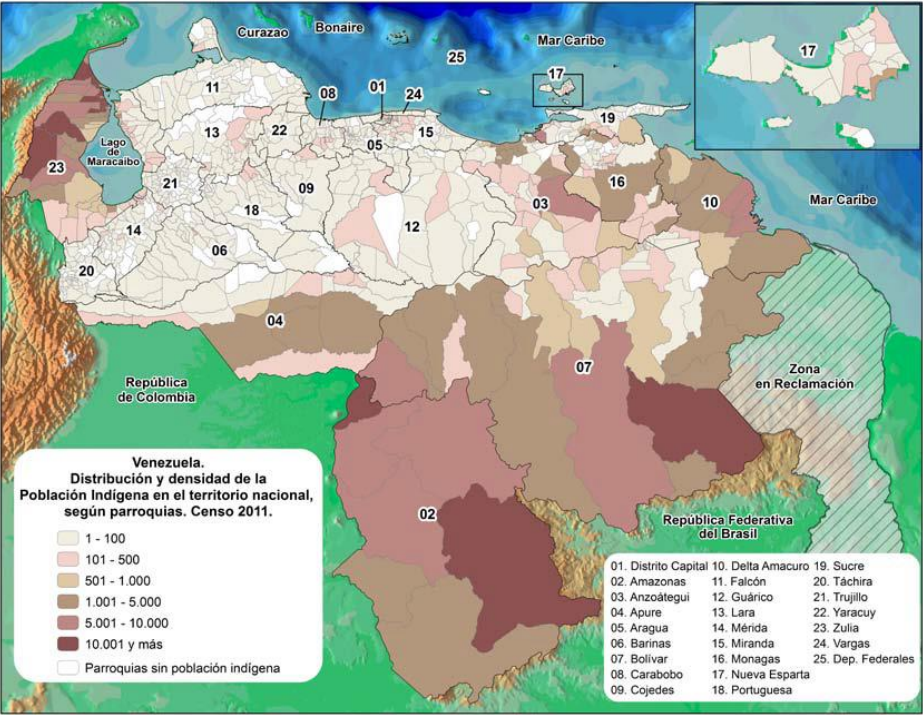 Curazao
Bonaire
Mar Caribe
25
17
17
11
08
01
24
19
13
22
05
15
Lago
de
Maracaibo
23
21
09
16
03
10
Mar Caribe
18
12
14
06
20
04
07
Zona
en Reclamación
República
de Colombia
02
República Federativa
del Brasil
Venezuela.
Distribución y densidad de la
Población Indígena en el territorio nacional,
según parroquias. Censo 2011.
1 - 100
101 - 500
501 - 1.000
1.001 - 5.000
5.001 - 10.000
10.001 y más
Parroquias sin población indígena
01. Distrito Capital
02. Amazonas
03. Anzoátegui
04. Apure
05. Aragua
06. Barinas
07. Bolívar
08. Carabobo
09. Cojedes
10. Delta Amacuro
11. Falcón
12. Guárico
13. Lara
14. Mérida
15. Miranda
16. Monagas
17. Nueva Esparta
18. Portuguesa
19. Sucre
20. Táchira
21. Trujillo
22. Yaracuy
23. Zulia
24. Vargas
25. Dep. Federales